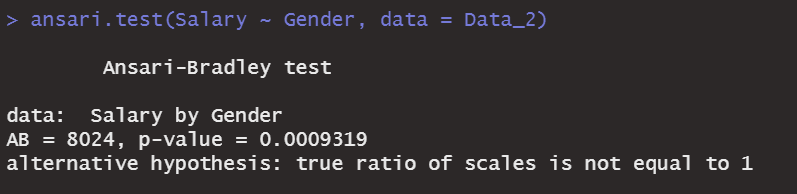 > ansari.test(Salary ~ Gender, data = Data_2)
Ansari-Bradley test
data:  Salary by Gender
AB = 8024, p-value = 0.0009319
alternative hypothesis: true ratio of scales is not equal to 1